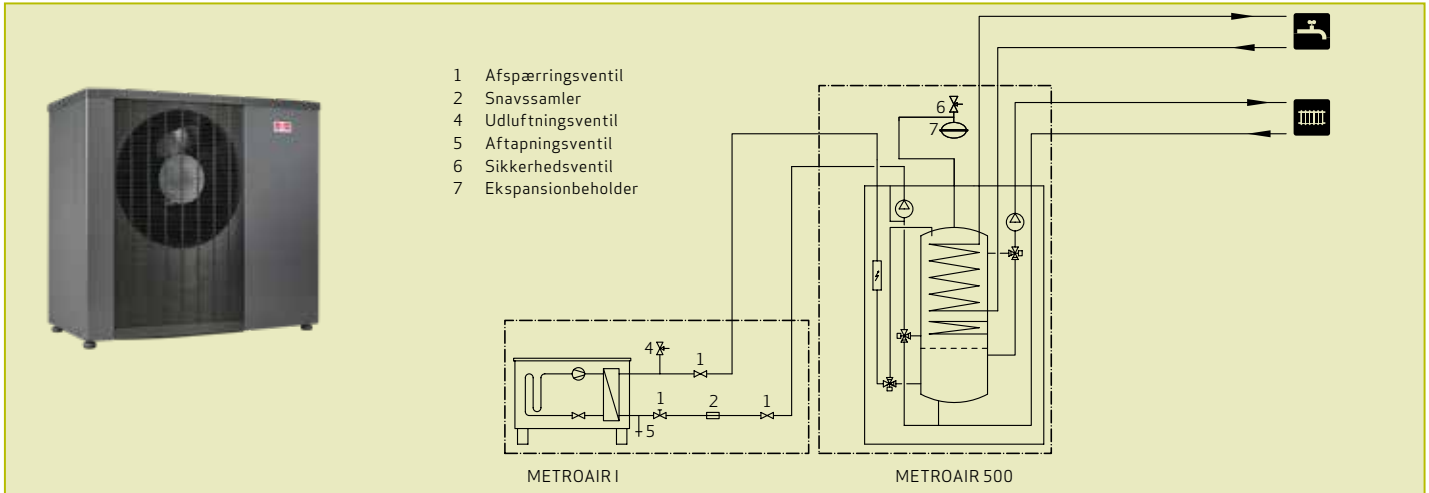 1 Afspærringsventil
2 Snavssamler
4 Udluftningsventil
5 Aftapningsventil
6 Sikkerhedsventil
7 Ekspansionbeholder
6
7
4
1
1
2
1
5
METROAIR I
METROAIR 500